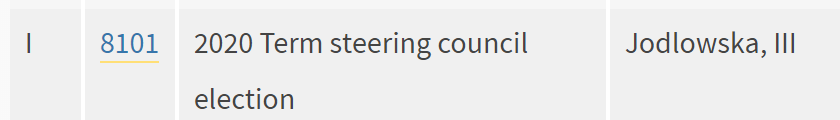 I 8101 2020 Term steering council Jodlowska, III
election